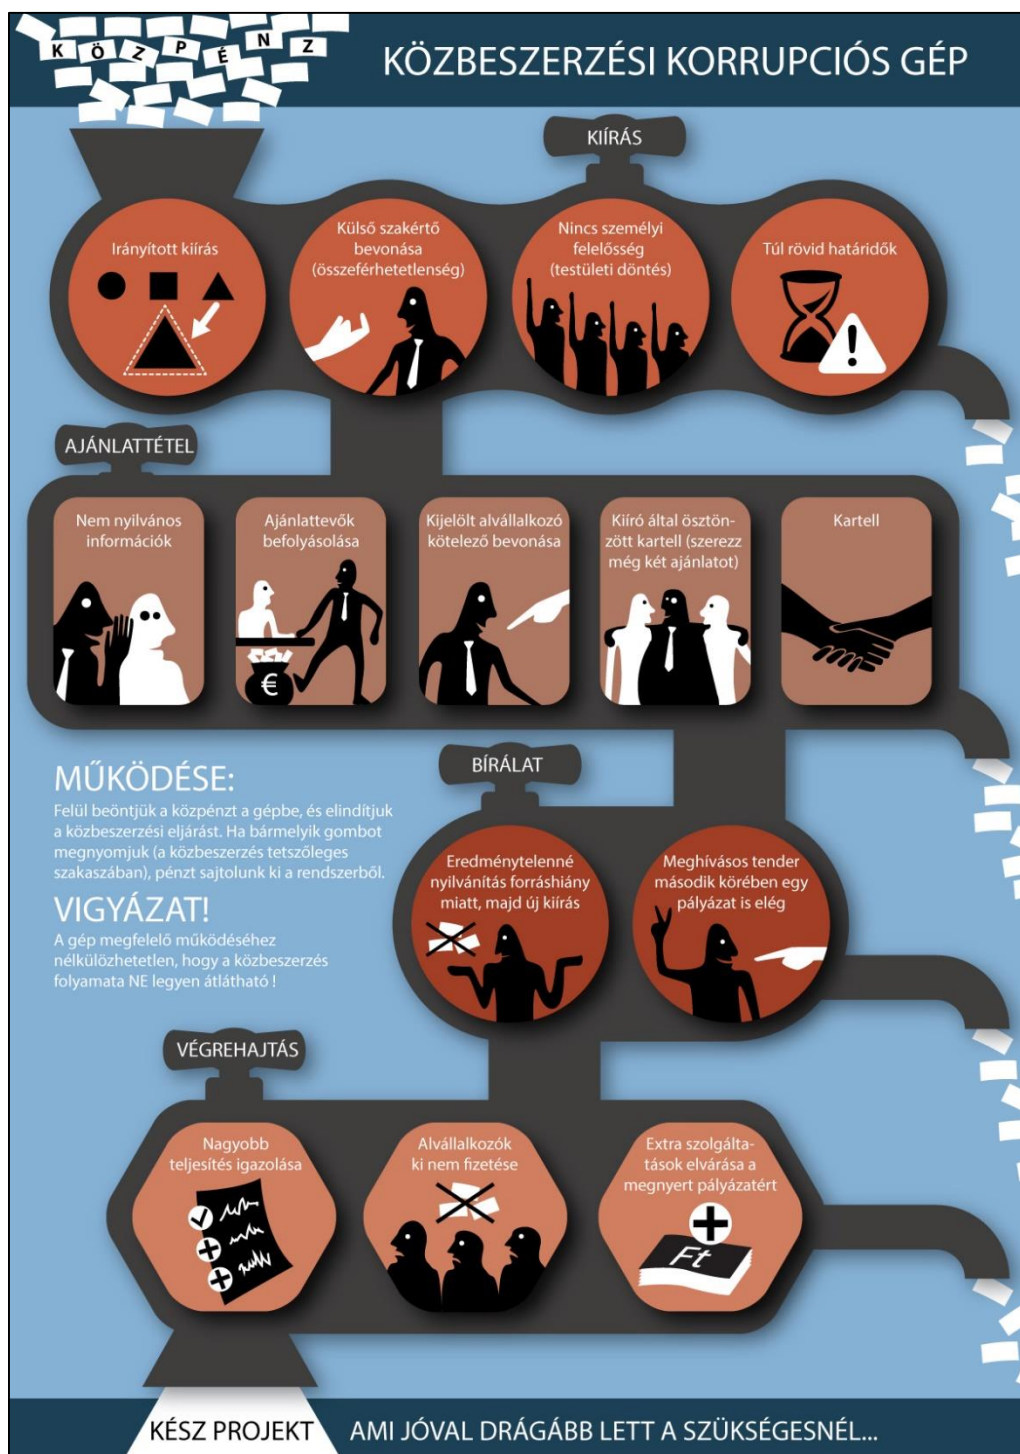 KÖZPÉNZ
KÖZBESZERZÉSI KORRUPCIÓS GÉP
KIÍRÁS
Irányított kiírás
Külső szakértő
bevonása
(összeférhetetlenség)
Nincs személyi
felelősség
(testületi döntés)
Túl rövid határidők
!
AJÁNLATTÉTEL
Nem nyilvános
információk
Ajánlattevők
befolyásolása
€
Kijelölt alvállalkozó
kötelező bevonása
Kiíró által ösztön-
zött kartell (szerezz
még két ajánlatot)
Kartell
MŰKÖDÉSE:
Felül beöntjük a közpénzt a gépbe, és elindítjuk
a közbeszerzési eljárást. Ha bármelyik gombot
megnyomjuk (a közbeszerzés tetszőleges
szakaszában), pénzt sajtolunk ki a rendszerből.
VIGYÁZAT!
A gép megfelelő működéséhez
nélkülözhetetlen, hogy a közbeszerzés
folyamata NE legyen átlátható !
BÍRÁLAT
Eredménytelenné
nyilvánítás forráshiány
miatt, majd új kiírás
Meghívásos tender
második körében egy
pályázat is elég
VÉGREHAJTÁS
Nagyobb
teljesítés igazolása
Alvállalkozók
ki nem fizetése
Extra szolgálta-
tások elvárása a
megnyert pályázatért
Ft
KÉSZ PROJEKT
AMI JÓVAL DRÁGÁBB LETT A SZÜKSÉGESNÉL...